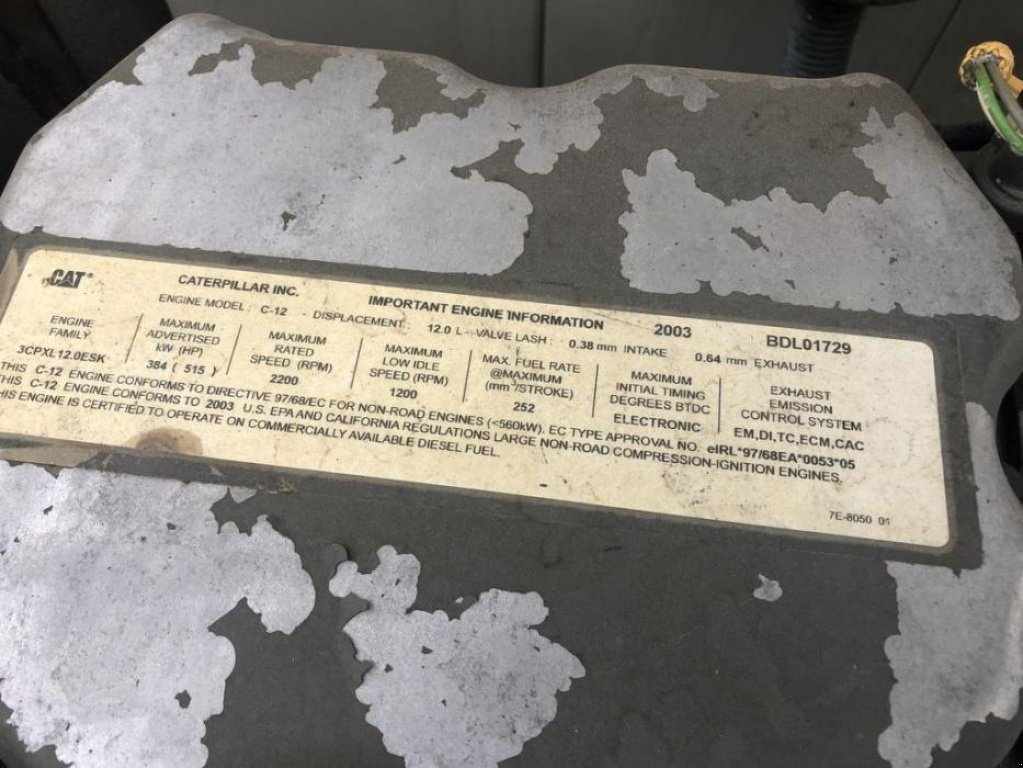 CAT® CATERPILLAR INC. IMPORTANT ENGINE INFORMATION 2003 BDL01729
ENGINE MODEL : C-12 - DISPLACEMENT : 12.0 L - VALVE LASH : 0.38 mm INTAKE 0.64 mm EXHAUST
ENGINE FAMILY
3CPXL12.0ESK
MAXIMUM ADVERTISED kW (HP)
384 ( 515 )
MAXIMUM RATED SPEED (RPM)
2200
MAXIMUM LOW IDLE SPEED (RPM)
1200
MAX. FUEL RATE @MAXIMUM (mm³/STROKE)
252
MAXIMUM INITIAL TIMING DEGREES BTDC
ELECTRONIC
EXHAUST EMISSION CONTROL SYSTEM
EM,DI,TC,ECM,CAC
THIS C-12 ENGINE CONFORMS TO DIRECTIVE 97/68/EC FOR NON-ROAD ENGINES (<560kW). EC TYPE APPROVAL NO. eIRL*97/68EA*0053*05
THIS C-12 ENGINE CONFORMS TO 2003 U.S. EPA AND CALIFORNIA REGULATIONS LARGE NON-ROAD COMPRESSION-IGNITION ENGINES.
HIS ENGINE IS CERTIFIED TO OPERATE ON COMMERCIALLY AVAILABLE DIESEL FUEL.
7E-8050 01